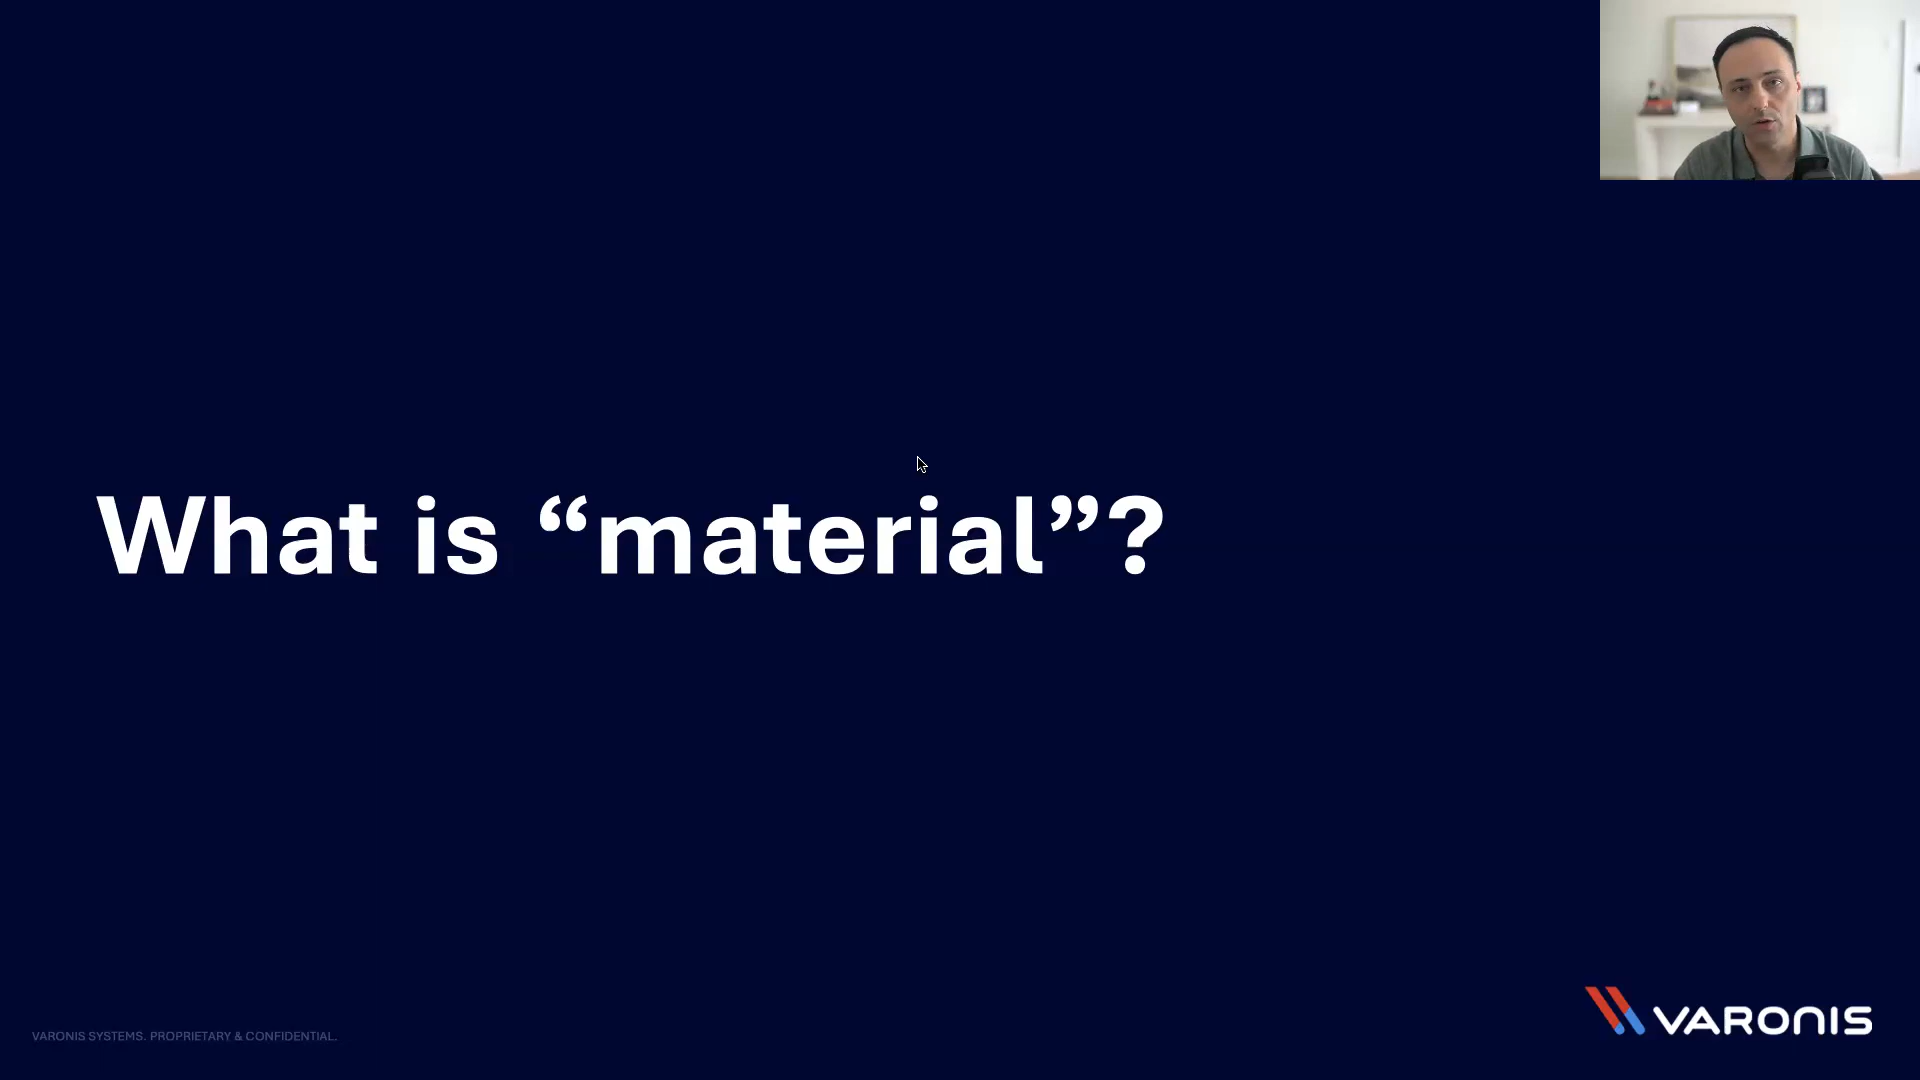 What is “material”?
VARONIS SYSTEMS. PROPRIETARY & CONFIDENTIAL.
VARONIS